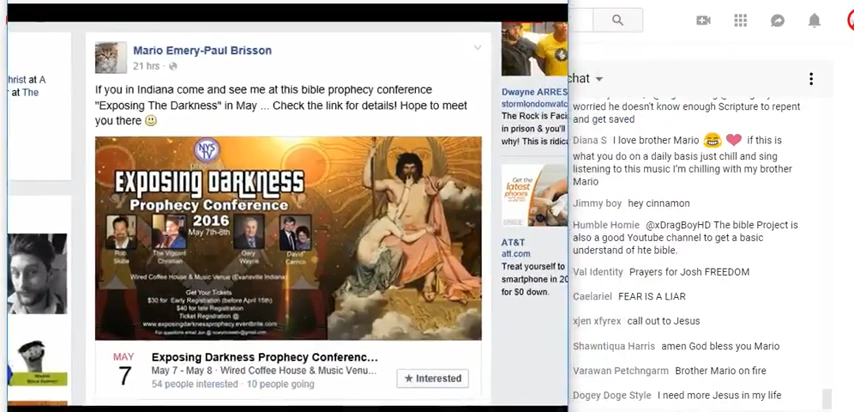 hrist at A
r at The
Mario Emery-Paul Brisson
21 hrs ·
If you in Indiana come and see me at this bible prophecy conference
"Exposing The Darkness" in May ... Check the link for details! Hope to meet
you there
NYS
TV
presents
EXPOSING DARKNESS
Prophecy Conference
2016
May 7th-8th
Rob
Skiba
The Vigilant
Christian
Gary
Wayne
David
Carrico
Wired Coffee House & Music Venue (Evansville Indiana)
Get Your Tickets
$30 for Early Registration (before April 15th)
$40 for late Registration
Ticket Registration @
www.exposingdarknessprophecy.eventbrite.com
MAY
7
Exposing Darkness Prophecy Conferenc...
May 7 - May 8 · Wired Coffee House & Music Venu...
54 people interested · 10 people going
★ Interested
Dwayne ARRES
stormlondonwatc
The Rock is Faci
in prison & you'll
why! This is ridic
Get the
latest
phones
AT&T
att.com
Treat yourself to
smartphone in 20
for $0 down.
chat
worried he doesn't know enough Scripture to repent
and get saved
Diana S I love brother Mario 😂 ❤ if this is
what you do on a daily basis just chill and sing
listening to this music I'm chilling with my brother
Mario
Jimmy boy hey cinnamon
Humble Homie @xDragBoyHD The bible Project is
also a good Youtube channel to get a basic
understand of hte bible.
Val Identity Prayers for Josh FREEDOM
Caelariel FEAR IS A LIAR
xjen xfyrex call out to Jesus
Shawntiqua Harris amen God bless you Mario
Varawan Petchngarm Brother Mario on fire
Dogey Doge Style I need more Jesus in my life